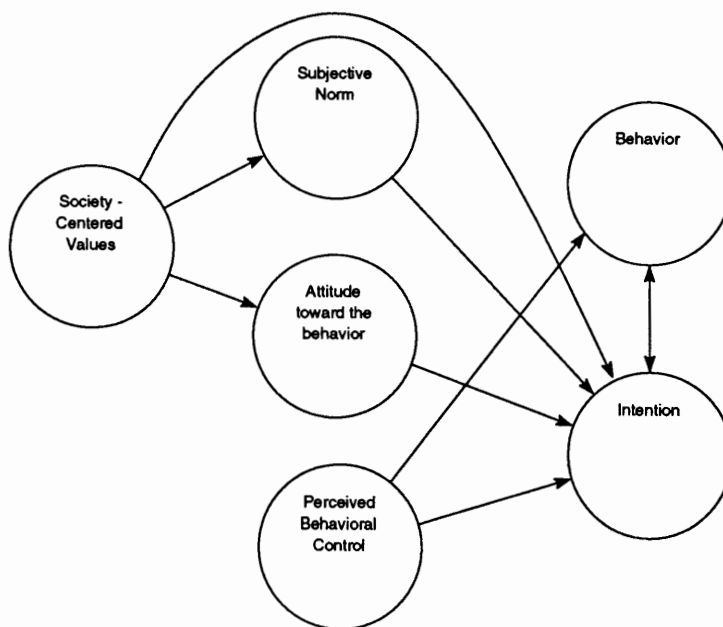 Subjective
Norm
Behavior
Society -
Centered
Values
Attitude
toward the
behavior
Intention
Perceived
Behavioral
Control